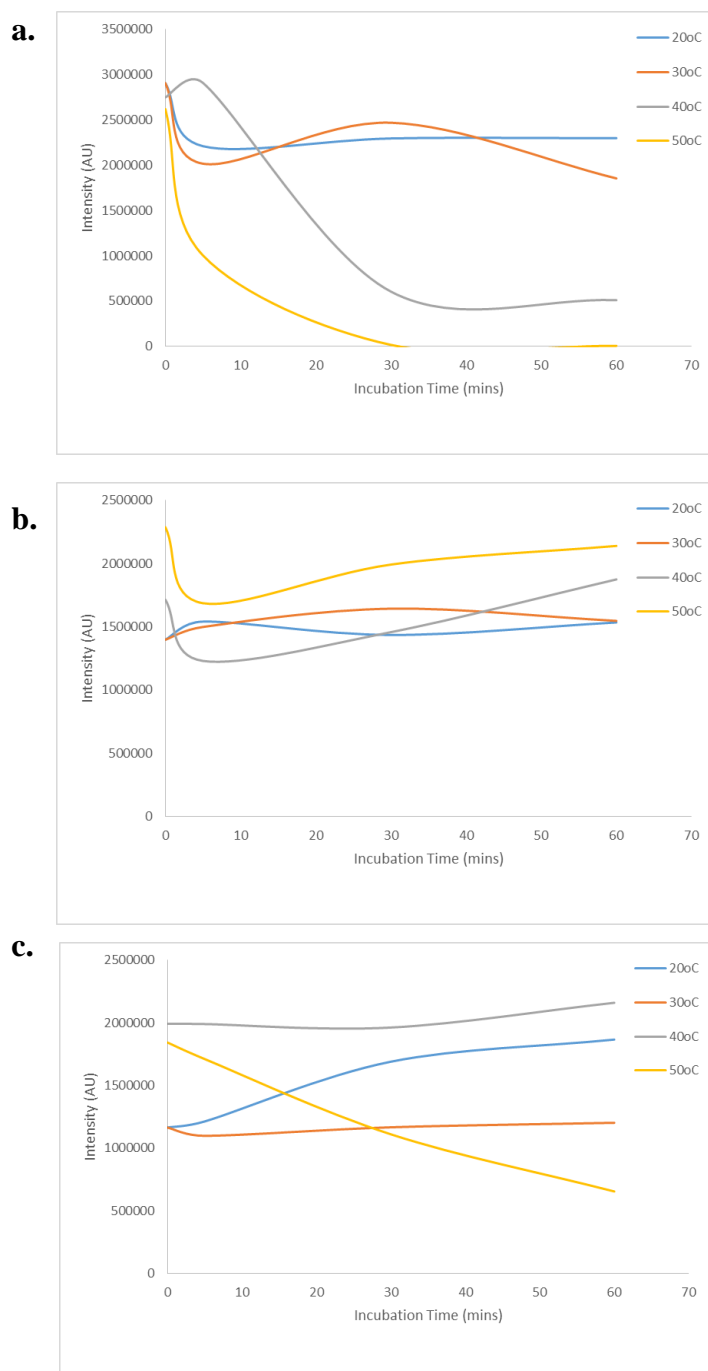 a.
3500000
3000000
2500000
2000000
1500000
1000000
500000
0
Intensity (AU)
0 10 20 30 40 50 60 70
Incubation Time (mins)
20oC
30oC
40oC
50oC
b.
2500000
2000000
1500000
1000000
500000
0
Intensity (AU)
0 10 20 30 40 50 60 70
Incubation Time (mins)
20oC
30oC
40oC
50oC
c.
2500000
2000000
1500000
1000000
500000
0
Intensity (AU)
0 10 20 30 40 50 60 70
Incubation Time (mins)
20oC
30oC
40oC
50oC